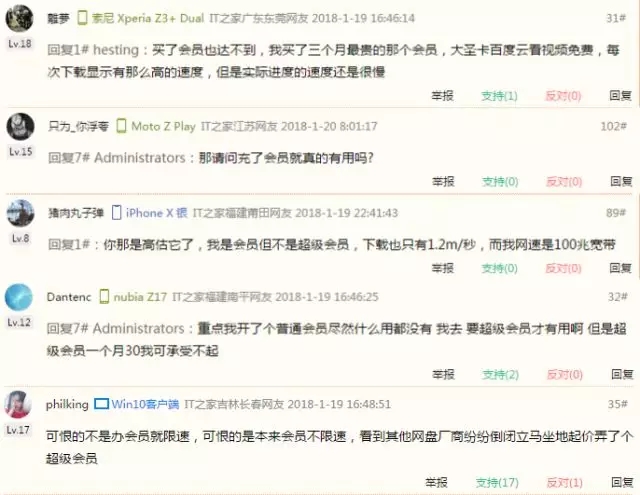 離夢 索尼 Xperia Z3+ Dual IT之家广东东莞网友 2018-1-19 16:46:14 31#
Lv.18
回复1# hesting：买了会员也达不到，我买了三个月最贵的那个会员，大圣卡百度云看视频免费，每
次下载显示有那么高的速度，但是实际进度的速度还是很慢
举报 支持(1) 反对(0) 回复
只为_你浮夸 Moto Z Play IT之家江苏网友 2018-1-20 8:01:17 102#
Lv.15
回复7# Administrators：那请问充了会员就真的有用吗?
举报 支持(0) 反对(0) 回复
猪肉丸子弹 iPhone X 银 IT之家福建莆田网友 2018-1-19 22:41:43 89#
Lv.8
回复1#：你那是高估它了，我是会员但不是超级会员，下载也只有1.2m/秒，而我网速是100兆宽带
举报 支持(0) 反对(0) 回复
Dantenc nubia Z17 IT之家福建南平网友 2018-1-19 16:46:25 32#
Lv.12
回复7# Administrators：重点我开了个普通会员尽然什么用都没有 我去 要超级会员才有用啊 但是超
级会员一个月30我可承受不起
举报 支持(2) 反对(0) 回复
philking Win10客户端 IT之家吉林长春网友 2018-1-19 16:48:51 35#
Lv.17
可恨的不是办会员就限速，可恨的是本来会员不限速，看到其他网盘厂商纷纷倒闭立马坐地起价弄了个
超级会员
举报 支持(17) 反对(1) 回复